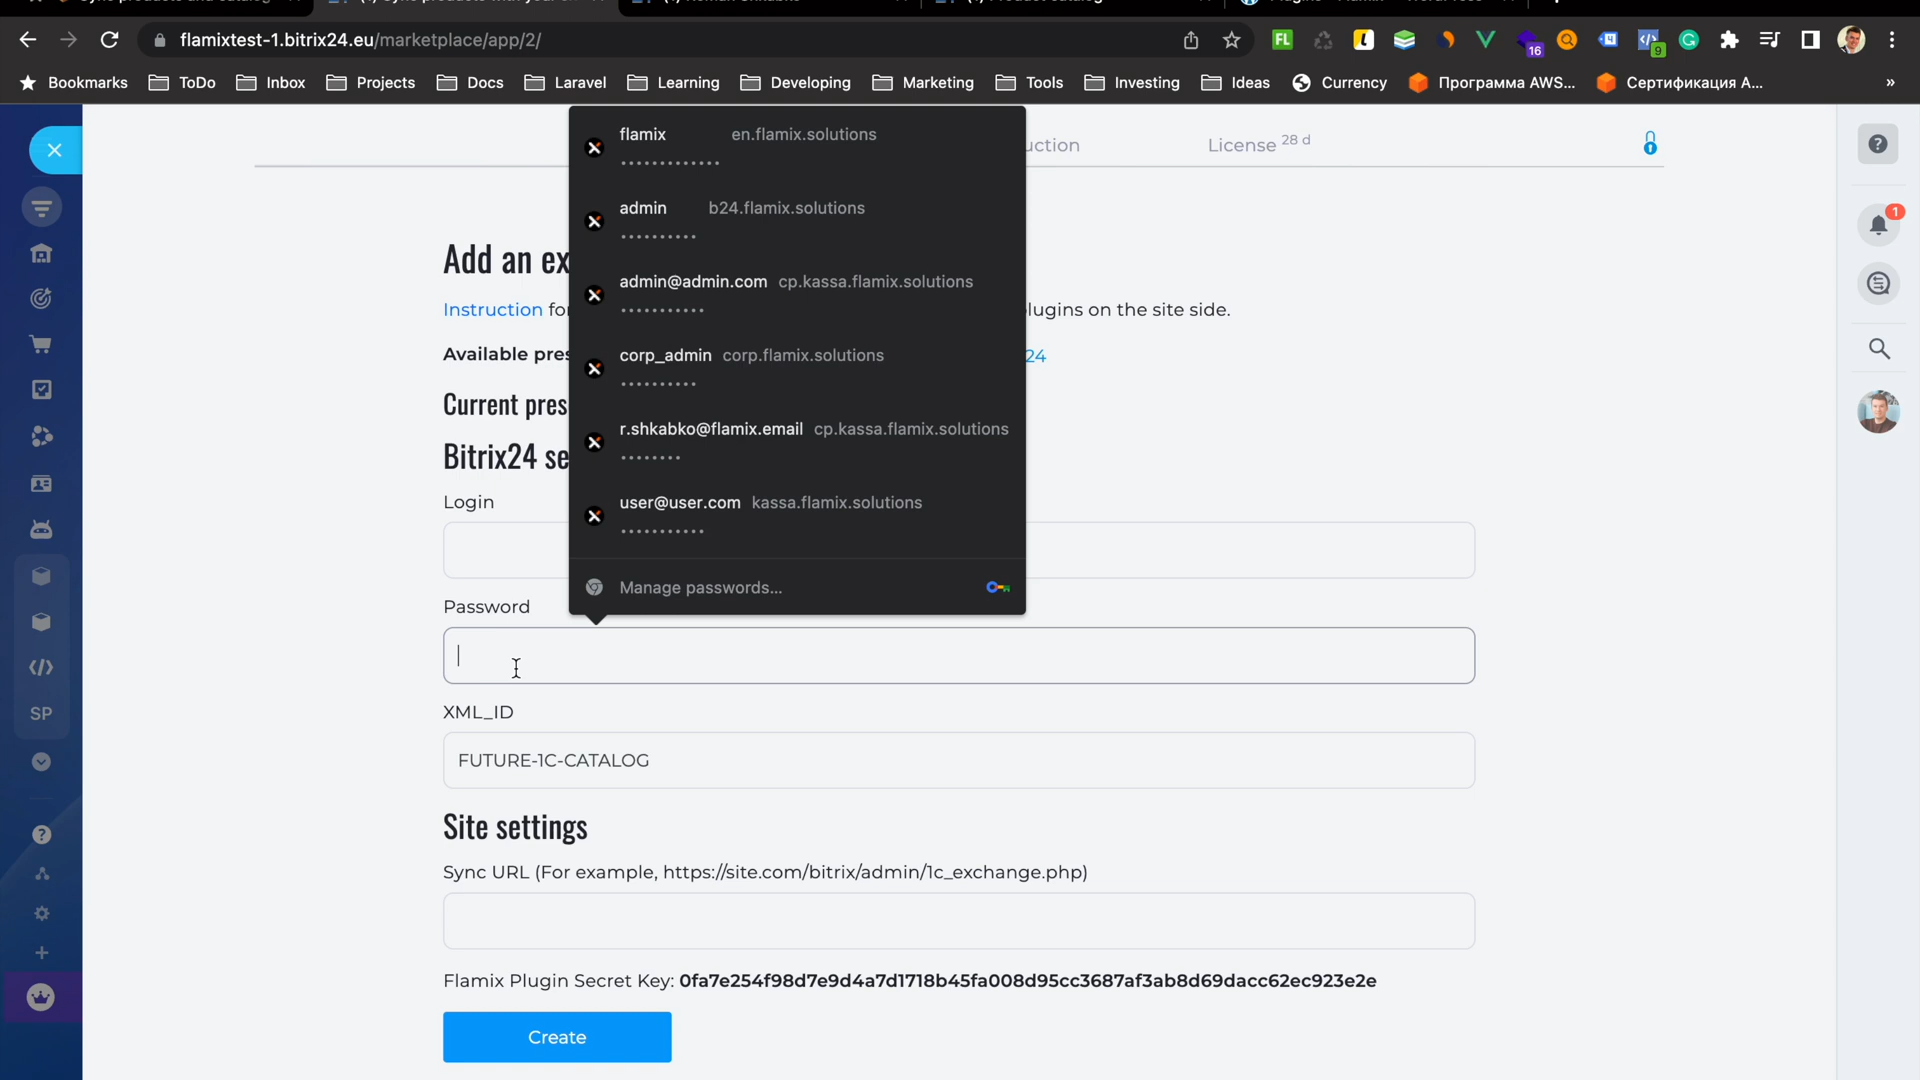 flamixtest-1.bitrix24.eu/marketplace/app/2/
16
9
Bookmarks
ToDo
Inbox
Projects
Docs
Laravel
Learning
Developing
Marketing
Tools
Investing
Ideas
Currency
Программа AWS...
Сертификация A...
»
flamix en.flamix.solutions
admin b24.flamix.solutions
admin@admin.com cp.kassa.flamix.solutions
corp_admin corp.flamix.solutions
r.shkabko@flamix.email cp.kassa.flamix.solutions
user@user.com kassa.flamix.solutions
Manage passwords...
uction
License 28 d
1
Add an ex
Instruction fo
lugins on the site side.
Available pres
24
Current pres
Bitrix24 se
Login
Password
XML_ID
FUTURE-1C-CATALOG
SP
Site settings
Sync URL (For example, https://site.com/bitrix/admin/1c_exchange.php)
Flamix Plugin Secret Key: 0fa7e254f98d7e9d4a7d1718b45fa008d95cc3687af3ab8d69dacc62ec923e2e
Create